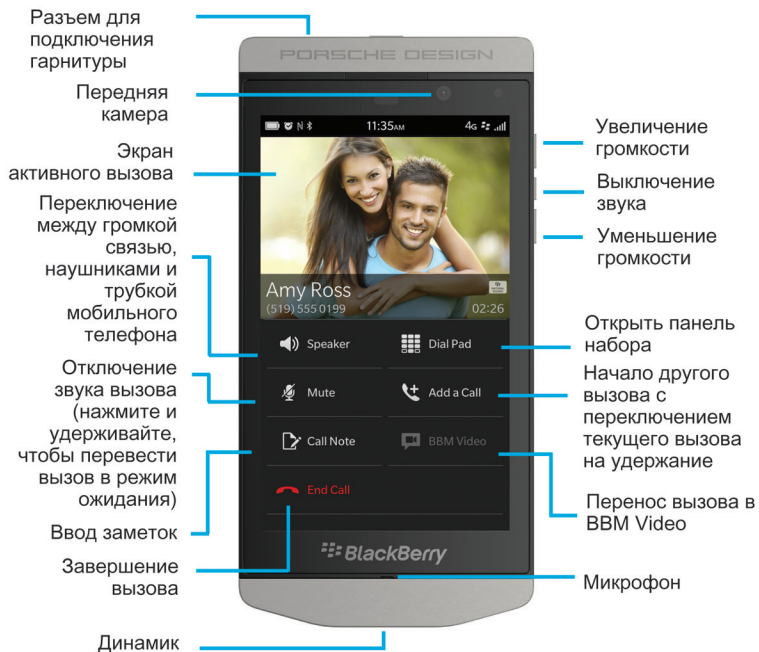 Разъем для
подключения
гарнитуры
Передняя
камера
Экран
активного вызова
Переключение
между громкой
связью,
наушниками и
трубкой
мобильного
телефона
Отключение
звука вызова
(нажмите и
удерживайте,
чтобы перевести
вызов в режим
ожидания)
Ввод заметок
Завершение
вызова
Динамик
PORSCHE DESIGN
11:35AM
4G
Amy Ross
(519) 555 0199
02:26
Speaker
Dial Pad
Mute
Add a Call
Call Note
BBM Video
End Call
BlackBerry
Увеличение
громкости
Выключение
звука
Уменьшение
громкости
Открыть панель
набора
Начало другого
вызова с
переключением
текущего вызова
на удержание
Перенос вызова в
BBM Video
Микрофон